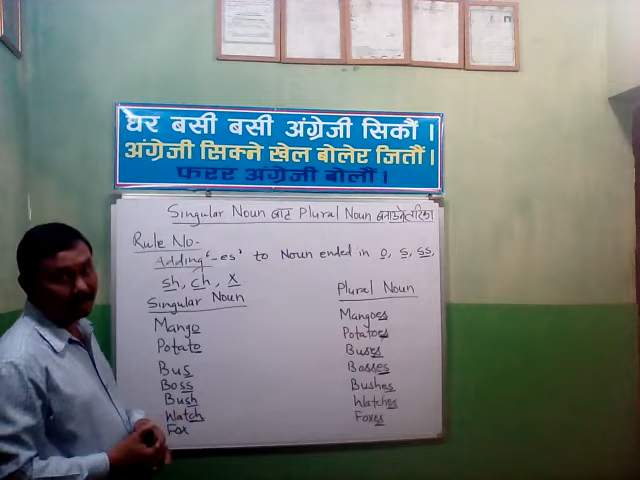 घर बसी बसी अंग्रेजी सिकौं ।
अंग्रेजी सिक्ने खेल बोलेर जितौं ।
फरर अंग्रेजी बोलौं ।
Singular Noun बाट Plural Noun बनाउने तरिका
Rule No-
Adding '-es' to Noun ended in o, s, ss,
sh, ch, x
Singular Noun Plural Noun
Mango Mangoes
Potato Potatoes
Bus Buses
Boss Bosses
Bush Bushes
Watch Watches
Fox Foxes